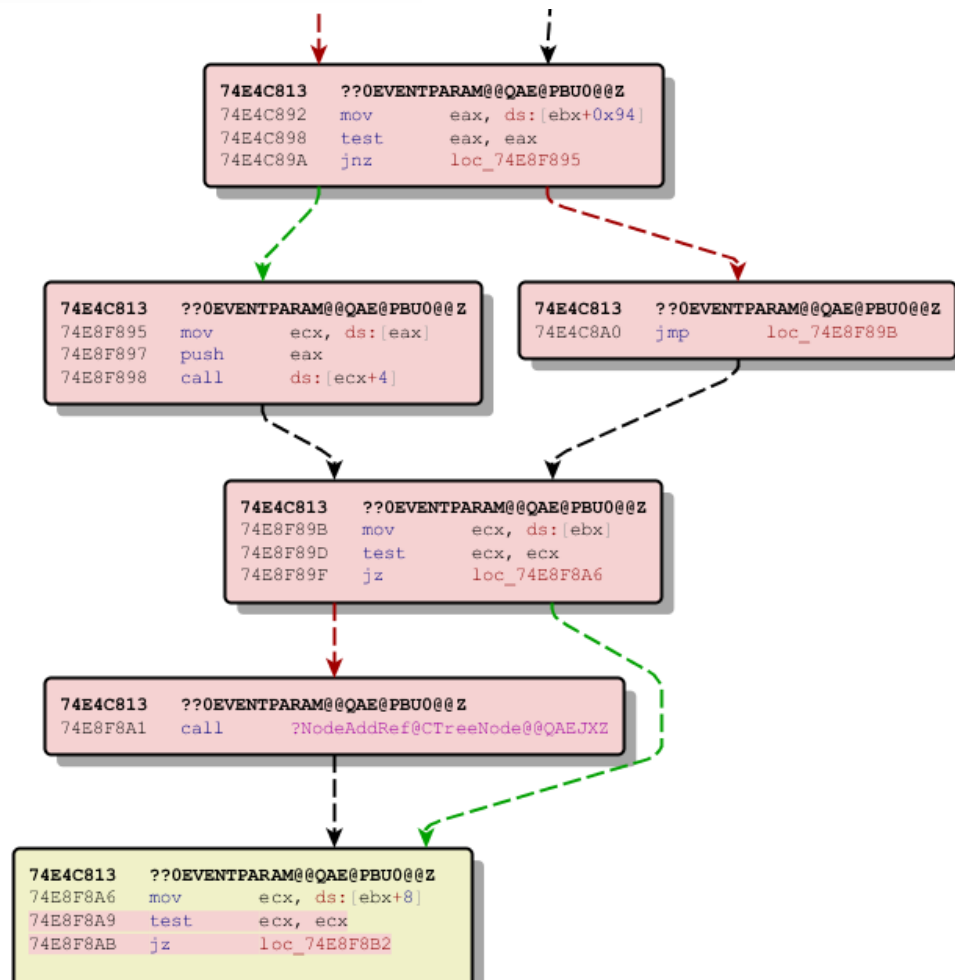 74E4C813 ??0EVENTPARAM@@QAE@PBU0@@Z
74E4C892 mov eax, ds:[ebx+0x94]
74E4C898 test eax, eax
74E4C89A jnz loc_74E8F895
74E4C813 ??0EVENTPARAM@@QAE@PBU0@@Z
74E8F895 mov ecx, ds:[eax]
74E8F897 push eax
74E8F898 call ds:[ecx+4]
74E4C813 ??0EVENTPARAM@@QAE@PBU0@@Z
74E4C8A0 jmp loc_74E8F89B
74E4C813 ??0EVENTPARAM@@QAE@PBU0@@Z
74E8F89B mov ecx, ds:[ebx]
74E8F89D test ecx, ecx
74E8F89F jz loc_74E8F8A6
74E4C813 ??0EVENTPARAM@@QAE@PBU0@@Z
74E8F8A1 call ?NodeAddRef@CTreeNode@@QAEJXZ
74E4C813 ??0EVENTPARAM@@QAE@PBU0@@Z
74E8F8A6 mov ecx, ds:[ebx+8]
74E8F8A9 test ecx, ecx
74E8F8AB jz loc_74E8F8B2